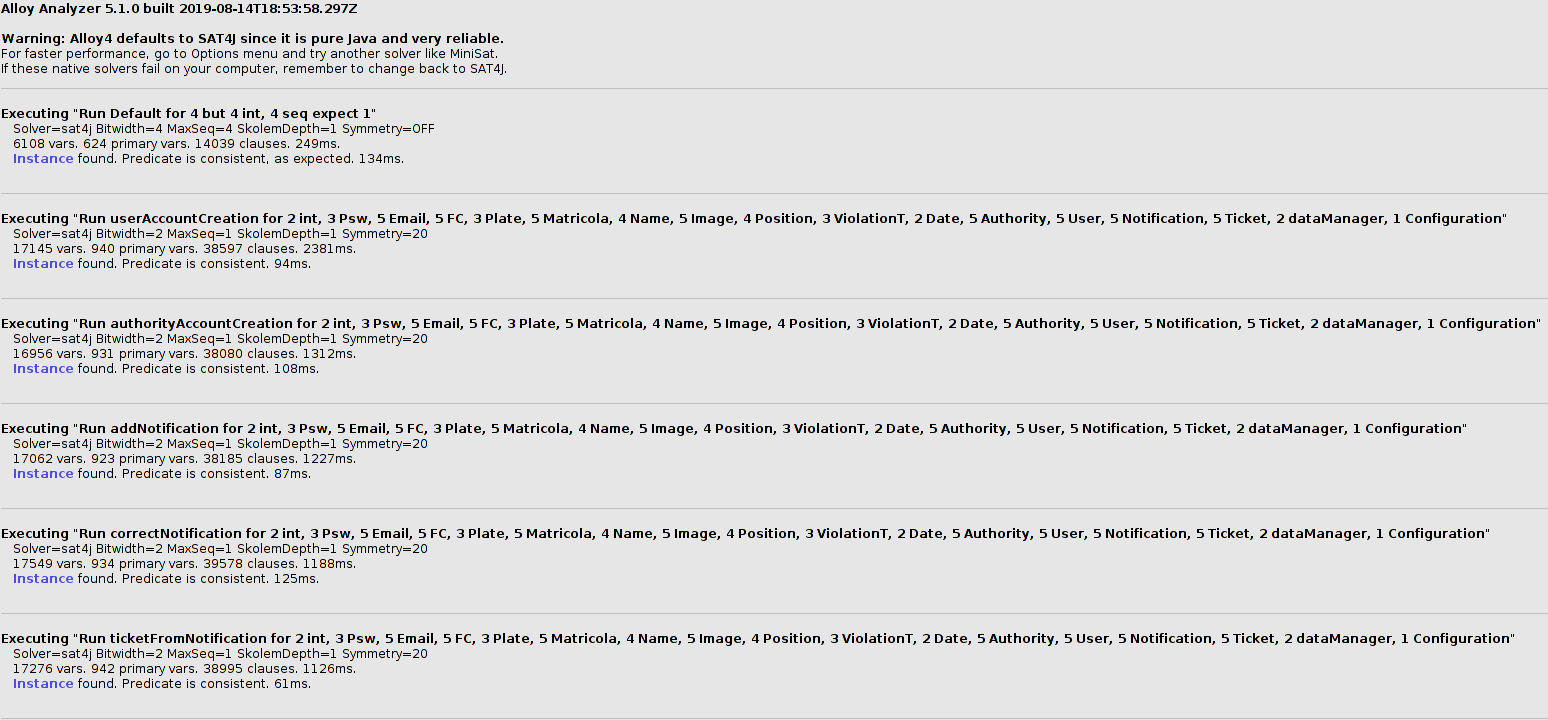 Alloy Analyzer 5.1.0 built 2019-08-14T18:53:58.297Z
Warning: Alloy4 defaults to SAT4J since it is pure Java and very reliable.
For faster performance, go to Options menu and try another solver like MiniSat.
If these native solvers fail on your computer, remember to change back to SAT4J.
Executing "Run Default for 4 but 4 int, 4 seq expect 1"
Solver=sat4j Bitwidth=4 MaxSeq=4 SkolemDepth=1 Symmetry=OFF
6108 vars. 624 primary vars. 14039 clauses. 249ms.
Instance found. Predicate is consistent, as expected. 134ms.
Executing "Run userAccountCreation for 2 int, 3 Psw, 5 Email, 5 FC, 3 Plate, 5 Matricola, 4 Name, 5 Image, 4 Position, 3 ViolationT, 2 Date, 5 Authority, 5 User, 5 Notification, 5 Ticket, 2 dataManager, 1 Configuration"
Solver=sat4j Bitwidth=2 MaxSeq=1 SkolemDepth=1 Symmetry=20
17145 vars. 940 primary vars. 38597 clauses. 2381ms.
Instance found. Predicate is consistent. 94ms.
Executing "Run authorityAccountCreation for 2 int, 3 Psw, 5 Email, 5 FC, 3 Plate, 5 Matricola, 4 Name, 5 Image, 4 Position, 3 ViolationT, 2 Date, 5 Authority, 5 User, 5 Notification, 5 Ticket, 2 dataManager, 1 Configuration"
Solver=sat4j Bitwidth=2 MaxSeq=1 SkolemDepth=1 Symmetry=20
16956 vars. 931 primary vars. 38080 clauses. 1312ms.
Instance found. Predicate is consistent. 108ms.
Executing "Run addNotification for 2 int, 3 Psw, 5 Email, 5 FC, 3 Plate, 5 Matricola, 4 Name, 5 Image, 4 Position, 3 ViolationT, 2 Date, 5 Authority, 5 User, 5 Notification, 5 Ticket, 2 dataManager, 1 Configuration"
Solver=sat4j Bitwidth=2 MaxSeq=1 SkolemDepth=1 Symmetry=20
17062 vars. 923 primary vars. 38185 clauses. 1227ms.
Instance found. Predicate is consistent. 87ms.
Executing "Run correctNotification for 2 int, 3 Psw, 5 Email, 5 FC, 3 Plate, 5 Matricola, 4 Name, 5 Image, 4 Position, 3 ViolationT, 2 Date, 5 Authority, 5 User, 5 Notification, 5 Ticket, 2 dataManager, 1 Configuration"
Solver=sat4j Bitwidth=2 MaxSeq=1 SkolemDepth=1 Symmetry=20
17549 vars. 934 primary vars. 39578 clauses. 1188ms.
Instance found. Predicate is consistent. 125ms.
Executing "Run ticketFromNotification for 2 int, 3 Psw, 5 Email, 5 FC, 3 Plate, 5 Matricola, 4 Name, 5 Image, 4 Position, 3 ViolationT, 2 Date, 5 Authority, 5 User, 5 Notification, 5 Ticket, 2 dataManager, 1 Configuration"
Solver=sat4j Bitwidth=2 MaxSeq=1 SkolemDepth=1 Symmetry=20
17276 vars. 942 primary vars. 38995 clauses. 1126ms.
Instance found. Predicate is consistent. 61ms.